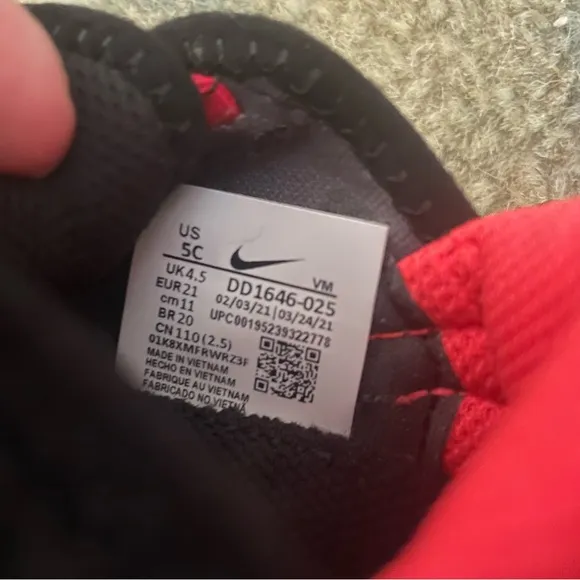 US
5C
UK4.5
EUR21
cm11
BR20
CN110(2.5)
01K8XMFRWRZ3F
MADE IN VIETNAM
HECHO EN VIETNAM
FABRIQUE AU VIETNAM
FABRICADO NO VIETNA
VM
DD1646-025
02/03/21|03/24/21
UPC00195239322778